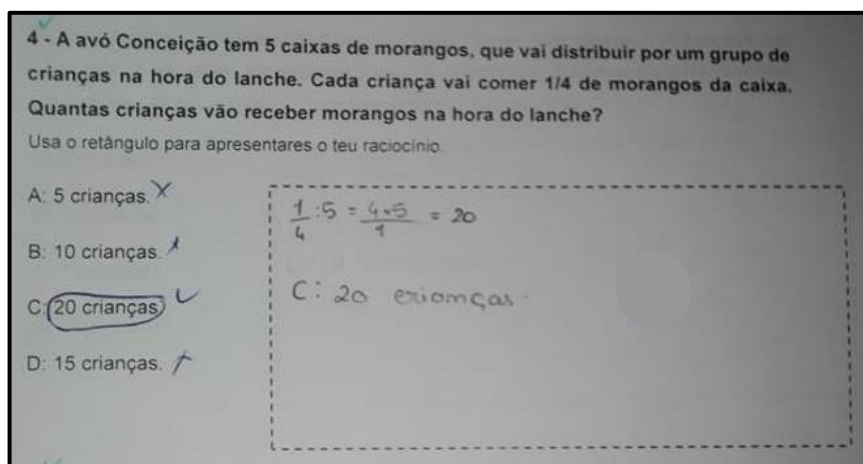 4 - A avó Conceição tem 5 caixas de morangos, que vai distribuir por um grupo de
crianças na hora do lanche. Cada criança vai comer 1/4 de morangos da caixa.
Quantas crianças vão receber morangos na hora do lanche?
Usa o retângulo para apresentares o teu raciocínio.
A: 5 crianças. X
B: 10 crianças. x
C: 20 crianças ✓
D: 15 crianças. x
1/4 : 5 = 4×5/1 = 20
C: 20 crianças.